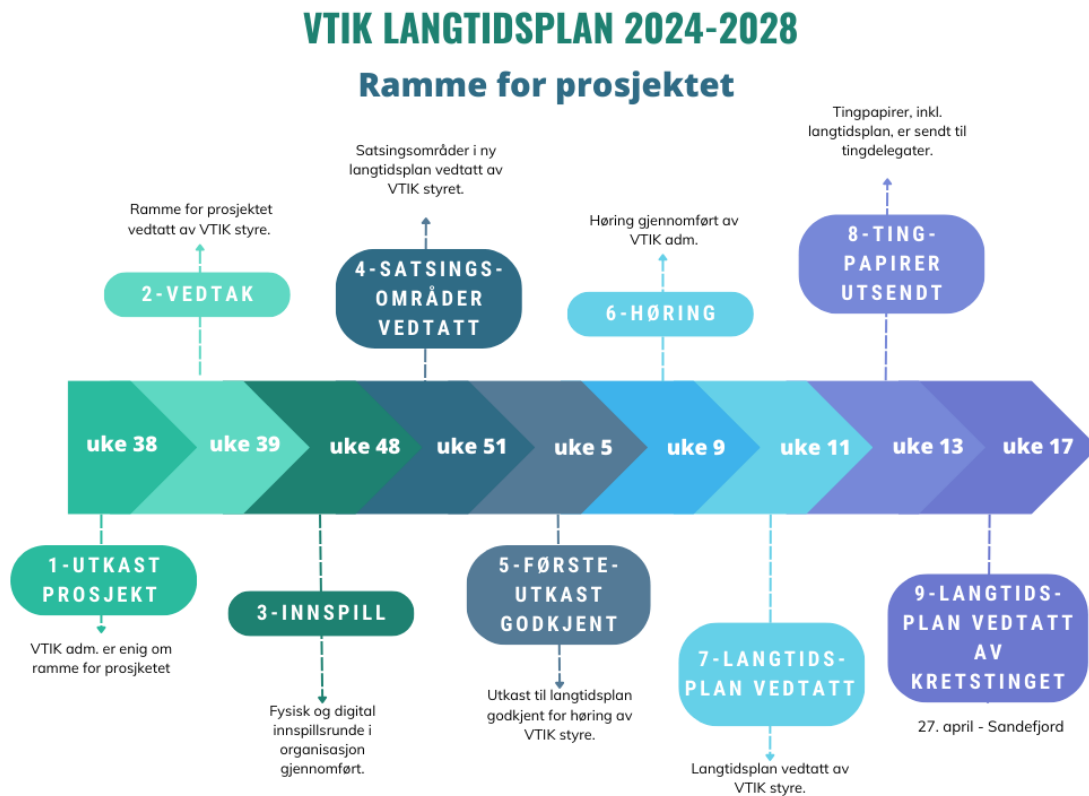 VTIK LANGTIDSPLAN 2024-2028
Ramme for prosjektet
Ramme for prosjektet
vedtatt av VTIK styre.
2-VEDTAK
Satsingsområder i ny
langtidsplan vedtatt av
VTIK styret.
4-SATSINGS-
OMRÅDER
VEDTATT
Høring gjennomført av
VTIK adm.
6-HØRING
Tingpapirer, inkl.
langtidsplan, er sendt til
tingdelegater.
8-TING-
PAPIRER
UTSENDT
uke 38
uke 39
uke 48
uke 51
uke 5
uke 9
uke 11
uke 13
uke 17
1-UTKAST
PROSJEKT
VTIK adm. er enig om
ramme for prosjketet
3-INNSPILL
Fysisk og digital
innspillsrunde i
organisasjon
gjennomført.
5-FØRSTE-
UTKAST
GODKJENT
Utkast til langtidsplan
godkjent for høring av
VTIK styre.
7-LANGTIDS-
PLAN VEDTATT
Langtidsplan vedtatt av
VTIK styre.
9-LANGTIDS-
PLAN VEDTATT
AV
KRETSTINGET
27. april - Sandefjord